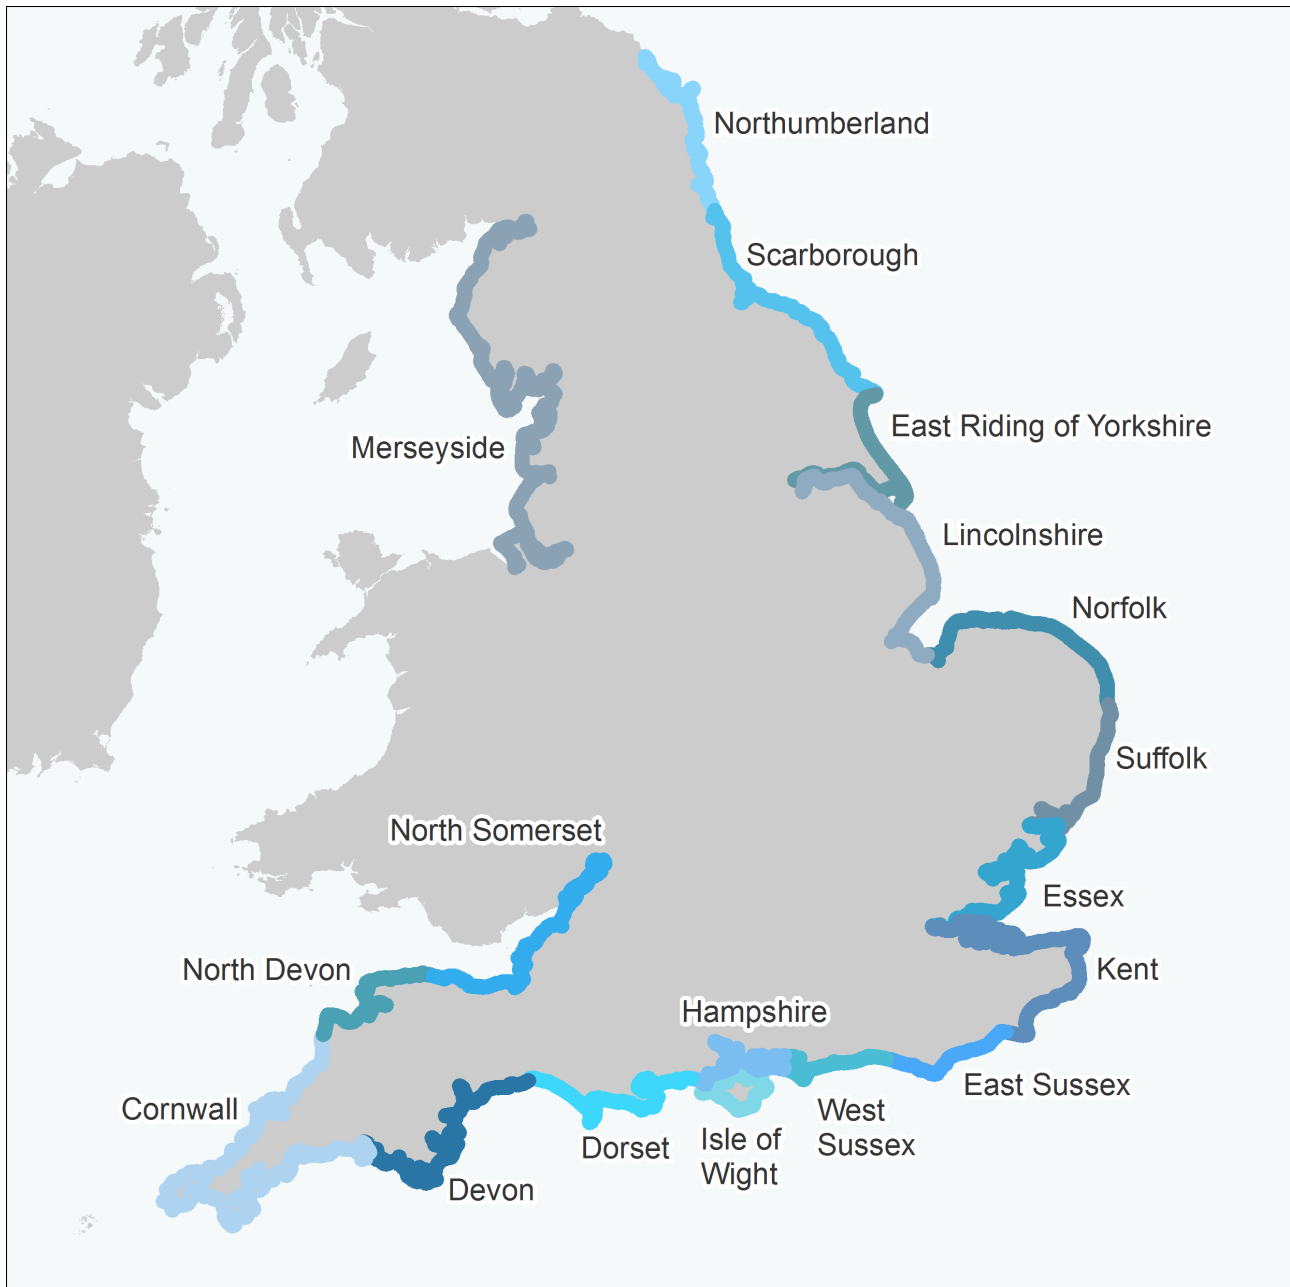 Northumberland
Scarborough
East Riding of Yorkshire
Merseyside
Lincolnshire
Norfolk
Suffolk
North Somerset
Essex
North Devon
Kent
Hampshire
East Sussex
Cornwall
West
Sussex
Dorset
Isle of
Wight
Devon